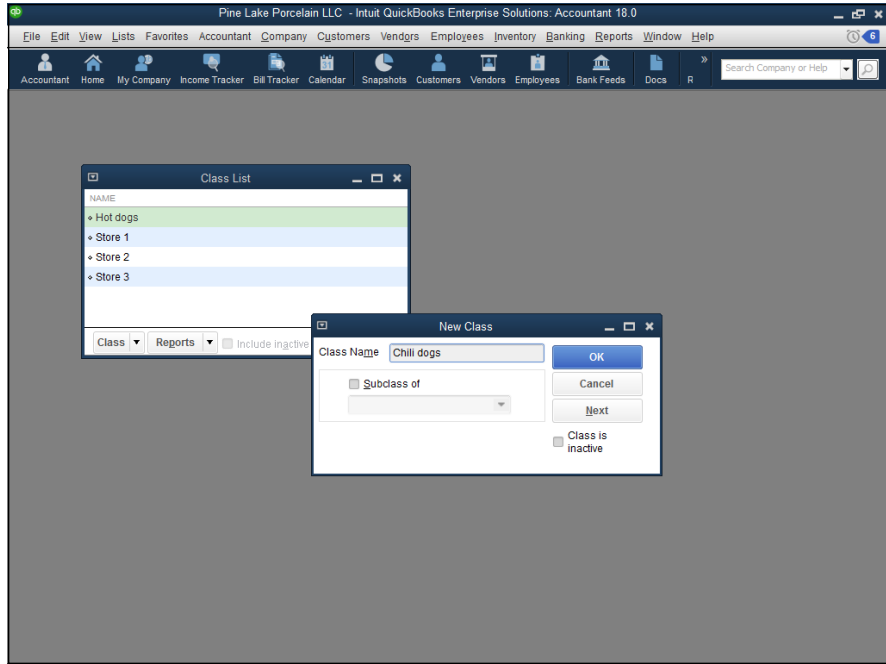 qb Pine Lake Porcelain LLC - Intuit QuickBooks Enterprise Solutions: Accountant 18.0
File Edit View Lists Favorites Accountant Company Customers Vendors Employees Inventory Banking Reports Window Help 6
31
Accountant Home My Company Income Tracker Bill Tracker Calendar Snapshots Customers Vendors Employees Bank Feeds Docs R » Search Company or Help
Class List
NAME
Hot dogs
Store 1
Store 2
Store 3
Class Reports Include inactive
New Class
Class Name Chili dogs OK
Subclass of Cancel
Next
Class is
inactive